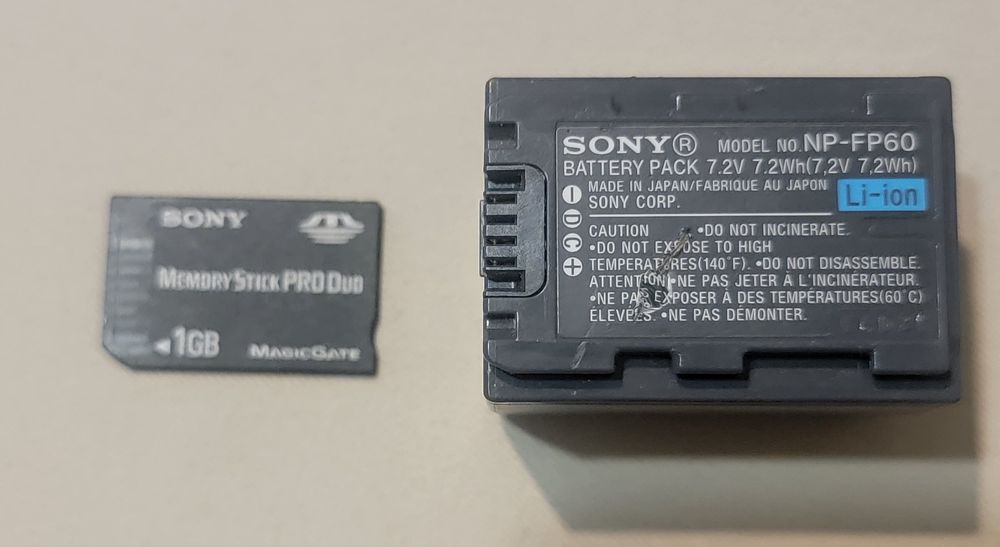 SONY
MEMORY STICK PRO DUO
1GB
MAGICGATE
SONY®
MODEL NO. NP-FP60
BATTERY PACK 7.2V 7.2Wh(7,2V 7,2Wh)
MADE IN JAPAN/FABRIQUE AU JAPON
SONY CORP.
Li-ion
CAUTION •DO NOT INCINERATE.
•DO NOT EXPOSE TO HIGH
TEMPERATURES(140°F). •DO NOT DISASSEMBLE.
ATTENTION •NE PAS JETER À L'INCINÉRATEUR.
•NE PAS EXPOSER À DES TEMPÉRATURES(60°C)
ÉLEVÉES. •NE PAS DÉMONTER.